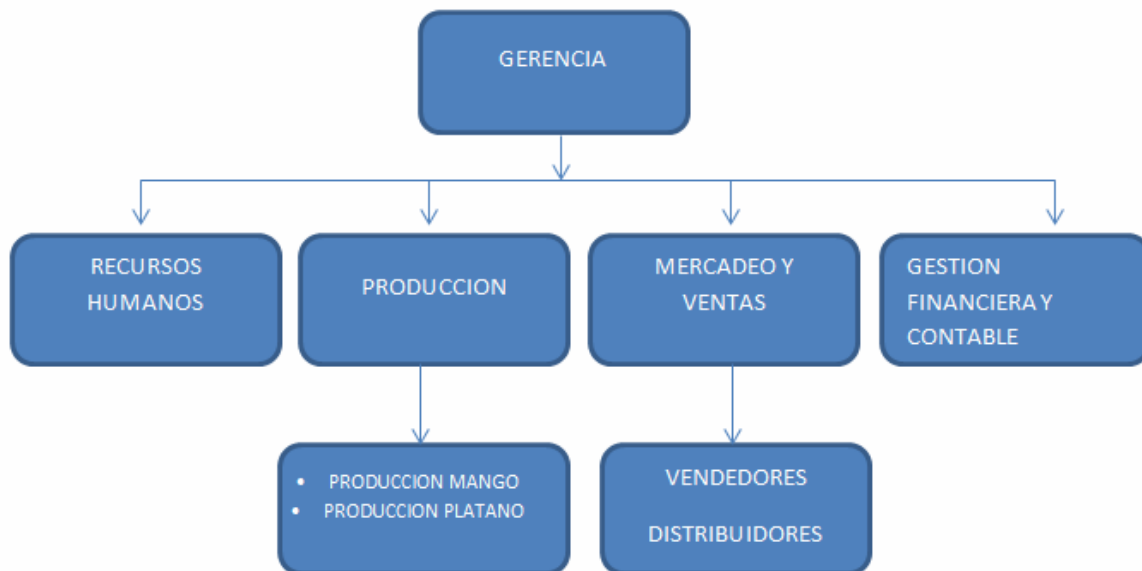 GERENCIA
RECURSOS
HUMANOS
PRODUCCION
MERCADEO Y
VENTAS
GESTION
FINANCIERA Y
CONTABLE
• PRODUCCION MANGO
• PRODUCCION PLATANO
VENDEDORES
DISTRIBUIDORES